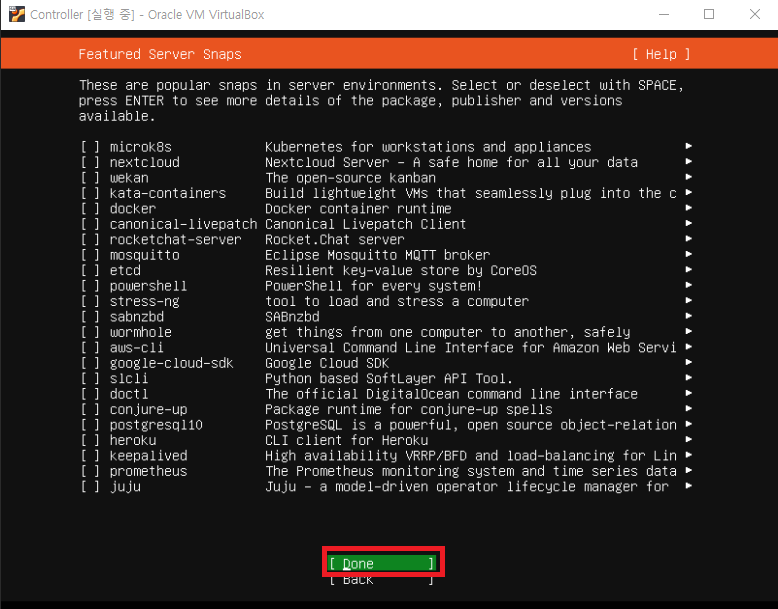 Controller [실행 중] - Oracle VM VirtualBox
Featured Server Snaps [ Help ]
These are popular snaps in server environments. Select or deselect with SPACE,
press ENTER to see more details of the package, publisher and versions
available.
[ ] microk8s Kubernetes for workstations and appliances ►
[ ] nextcloud Nextcloud Server - A safe home for all your data ►
[ ] wekan The open-source kanban ►
[ ] kata-containers Build lightweight VMs that seamlessly plug into the c ►
[ ] docker Docker container runtime ►
[ ] canonical-livepatch Canonical Livepatch Client ►
[ ] rocketchat-server Rocket.Chat server ►
[ ] mosquitto Eclipse Mosquitto MQTT broker ►
[ ] etcd Resilient key-value store by CoreOS ►
[ ] powershell PowerShell for every system! ►
[ ] stress-ng tool to load and stress a computer ►
[ ] sabnzbd SABnzbd ►
[ ] wormhole get things from one computer to another, safely ►
[ ] aws-cli Universal Command Line Interface for Amazon Web Servi ►
[ ] google-cloud-sdk Google Cloud SDK ►
[ ] slcli Python based SoftLayer API Tool. ►
[ ] doctl The official DigitalOcean command line interface ►
[ ] conjure-up Package runtime for conjure-up spells ►
[ ] postgresql10 PostgreSQL is a powerful, open source object-relation ►
[ ] heroku CLI client for Heroku ►
[ ] keepalived High availability VRRP/BFD and load-balancing for Lin ►
[ ] prometheus The Prometheus monitoring system and time series data ►
[ ] juju Juju - a model-driven operator lifecycle manager for ►
[ Done ]
[ Back ]